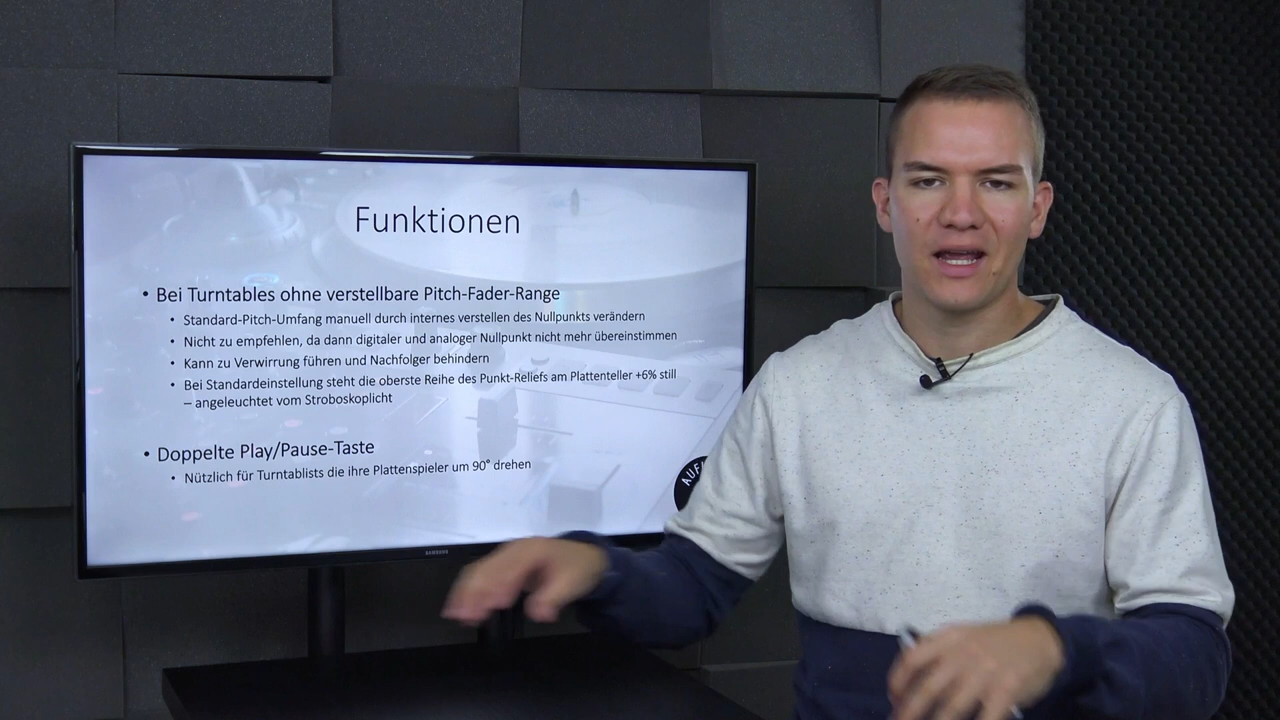 Funktionen
• Bei Turntables ohne verstellbare Pitch-Fader-Range
• Standard-Pitch-Umfang manuell durch internes verstellen des Nullpunkts verändern
• Nicht zu empfehlen, da dann digitaler und analoger Nullpunkt nicht mehr übereinstimmen
• Kann zu Verwirrung führen und Nachfolger behindern
• Bei Standardeinstellung steht die oberste Reihe des Punkt-Reliefs am Plattenteller +6% still
– angeleuchtet vom Stroboskoplicht
• Doppelte Play/Pause-Taste
• Nützlich für Turntablists die ihre Plattenspieler um 90° drehen
SAMSUNG